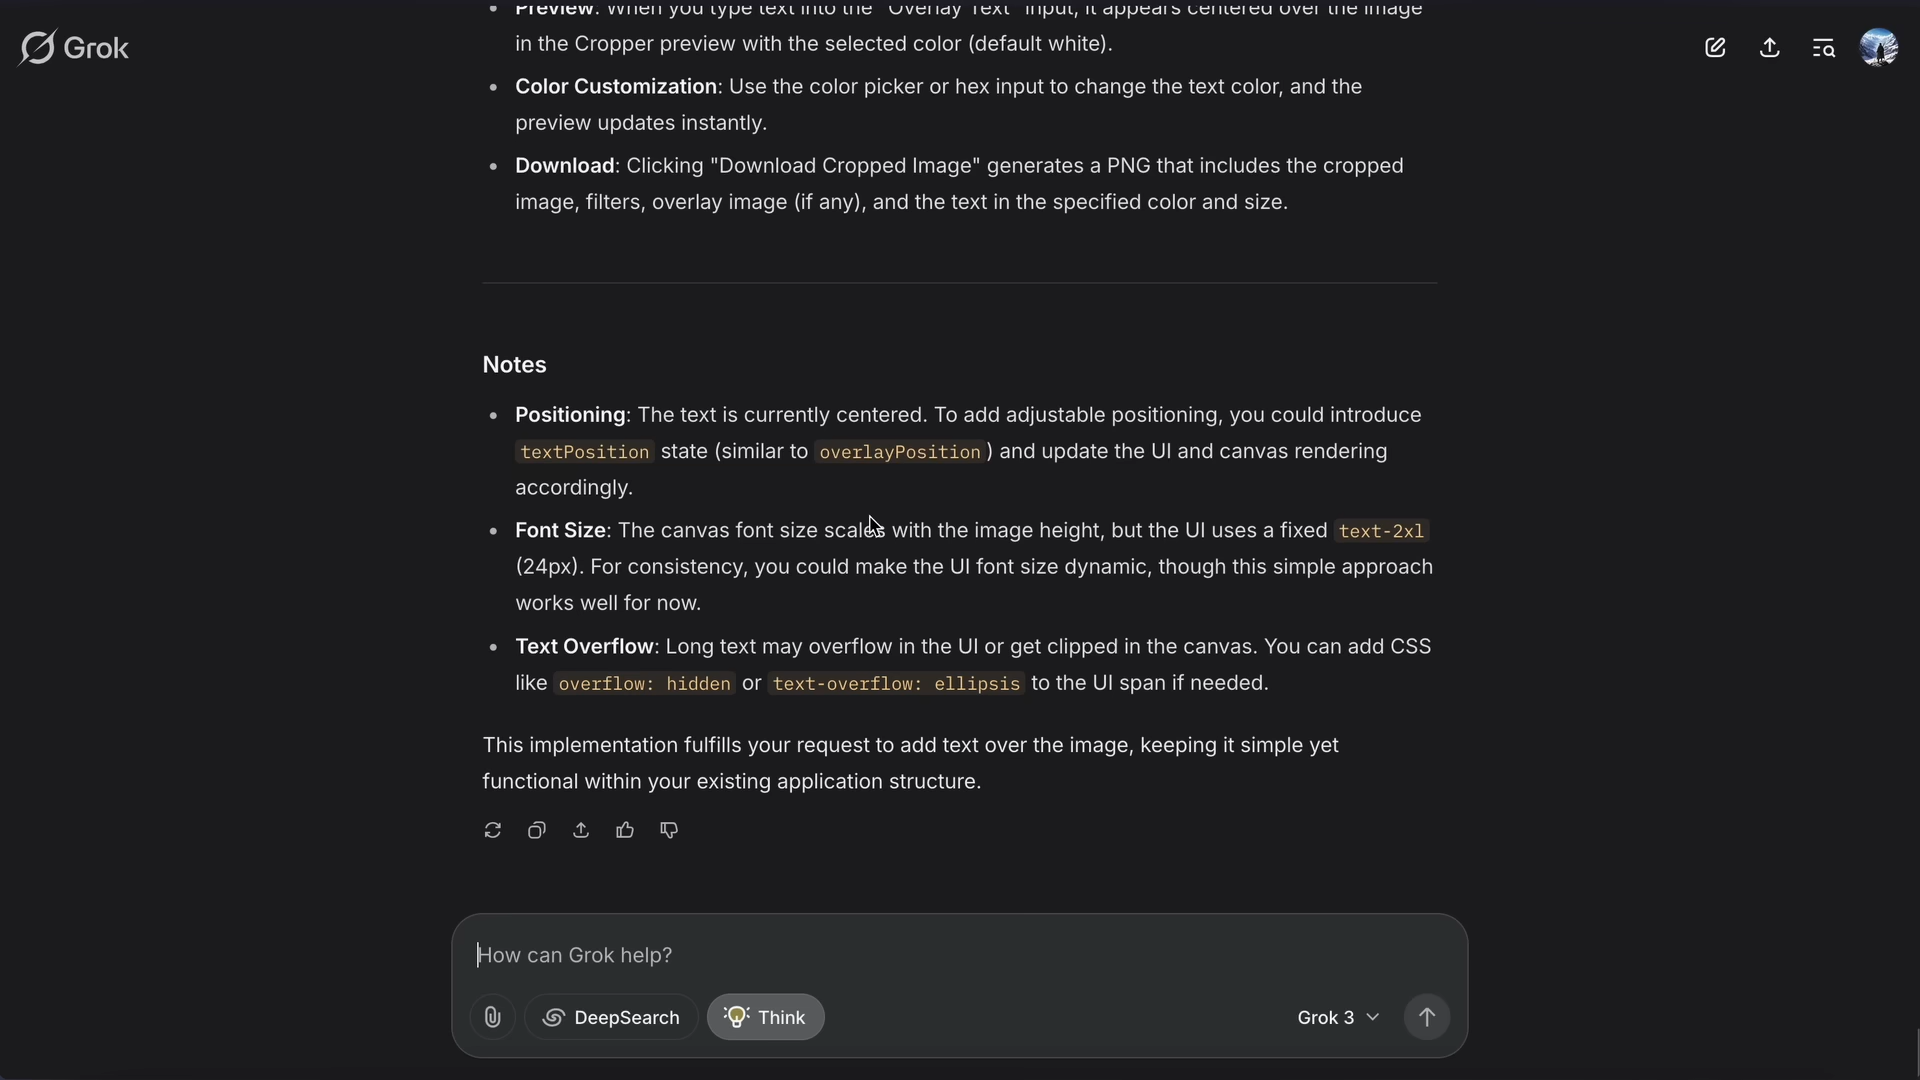 Preview: When you type text into the "Overlay Text" input, it appears centered over the image
Grok
in the Cropper preview with the selected color (default white).
Color Customization: Use the color picker or hex input to change the text color, and the
preview updates instantly.
Download: Clicking "Download Cropped Image" generates a PNG that includes the cropped
image, filters, overlay image (if any), and the text in the specified color and size.
Notes
Positioning: The text is currently centered. To add adjustable positioning, you could introduce
textPosition state (similar to overlayPosition) and update the UI and canvas rendering
accordingly.
Font Size: The canvas font size scales with the image height, but the UI uses a fixed text-2xl
(24px). For consistency, you could make the UI font size dynamic, though this simple approach
works well for now.
Text Overflow: Long text may overflow in the UI or get clipped in the canvas. You can add CSS
like overflow: hidden or text-overflow: ellipsis to the UI span if needed.
This implementation fulfills your request to add text over the image, keeping it simple yet
functional within your existing application structure.
How can Grok help?
DeepSearch
Think
Grok 3